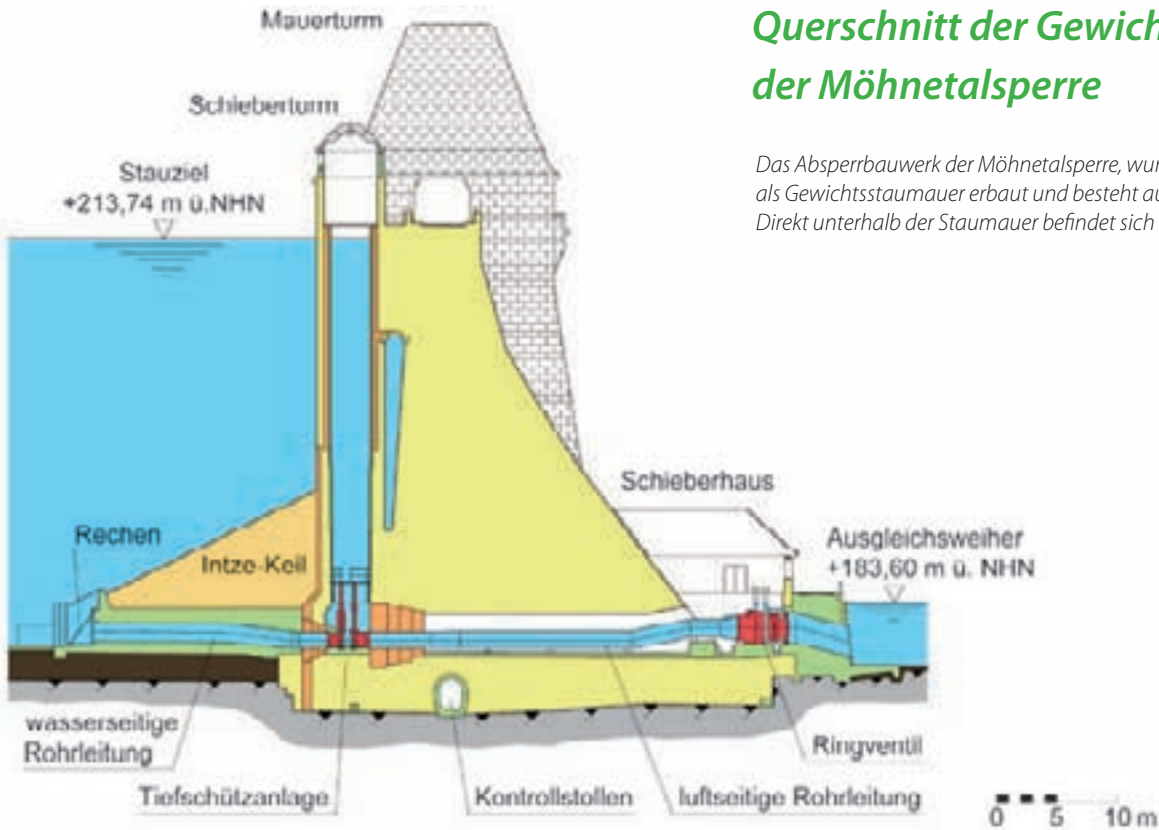 Querschnitt der Gewich
der Möhnetalsperre
Das Absperrbauwerk der Möhnetalsperre, wur
als Gewichtsstaumauer erbaut und besteht au
Direkt unterhalb der Staumauer befindet sich
Mauerturm
Schieberturm
Stauziel
+213,74 m ü.NHN
Schieberhaus
Rechen
Intze-Keil
Ausgleichsweiher
+183,60 m ü. NHN
wasserseitige
Rohrleitung
Ringventil
Tiefschützanlage
Kontrollstollen
luftseitige Rohrleitung
0 5 10 m